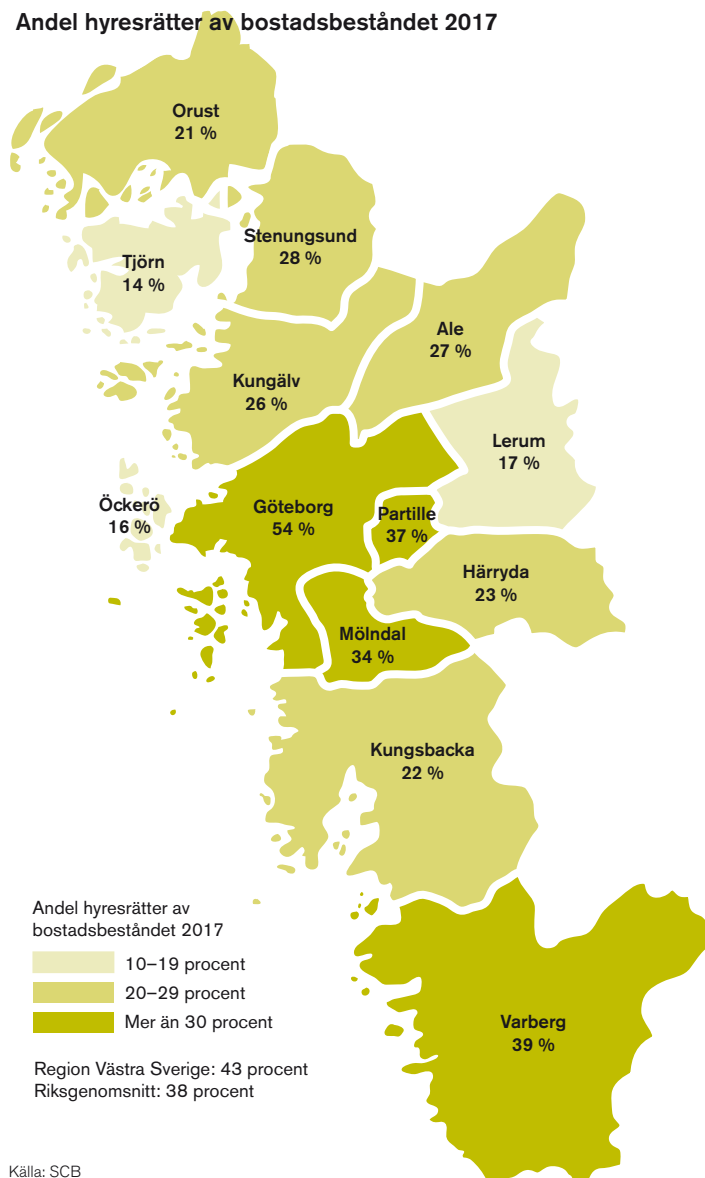 Andel hyresrätter av bostadsbeståndet 2017
Orust
21 %
Stenungsund
28 %
Tjörn
14 %
Ale
27 %
Kungälv
26 %
Lerum
17 %
Öckerö
16 %
Göteborg
54 %
Partille
37 %
Härryda
23 %
Mölndal
34 %
Kungsbacka
22 %
Andel hyresrätter av
bostadsbeståndet 2017
10–19 procent
20–29 procent
Mer än 30 procent
Varberg
39 %
Region Västra Sverige: 43 procent
Riksgenomsnitt: 38 procent
Källa: SCB